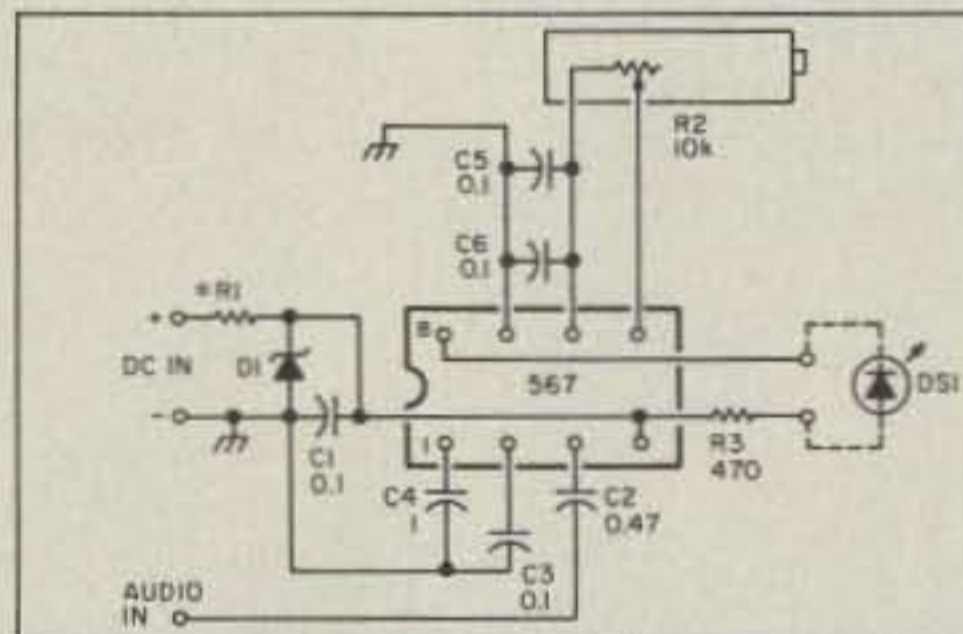 R2
10k
C5
0.1
C6
0.1
*R1
+
8
DC IN
D1
567
DS1
-
1
R3
470
C1
0.1
C4
1
C2
0.47
C3
0.1
AUDIO
IN